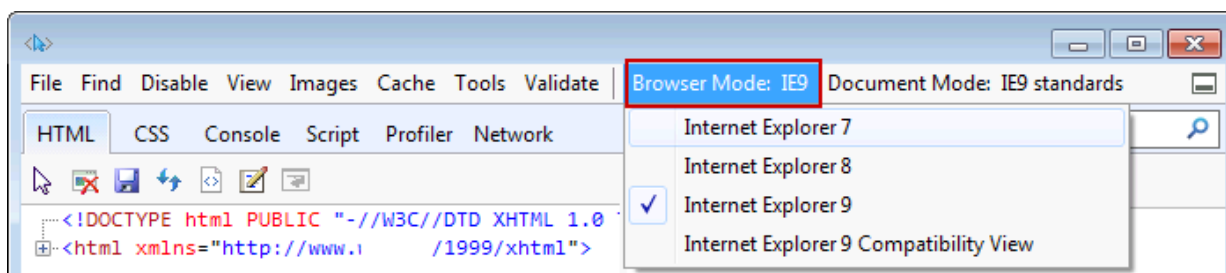 File Find Disable View Images Cache Tools Validate Browser Mode: IE9 Document Mode: IE9 standards
HTML CSS Console Script Profiler Network
Internet Explorer 7
Internet Explorer 8
Internet Explorer 9
Internet Explorer 9 Compatibility View
<!DOCTYPE html PUBLIC "-//W3C//DTD XHTML 1.0
<html xmlns="http://www. /1999/xhtml">